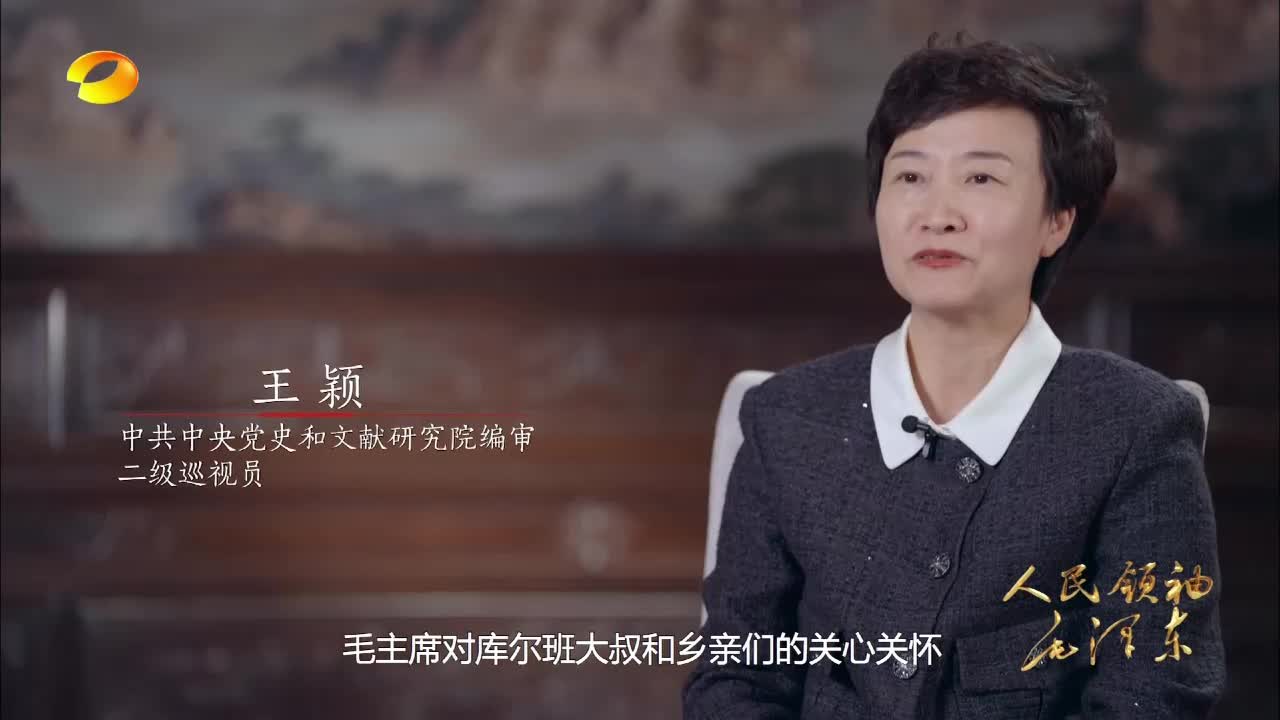 王颖
中共中央党史和文献研究院编审
二级巡视员
人民领袖
毛泽东
毛主席对库尔班大叔和乡亲们的关心关怀